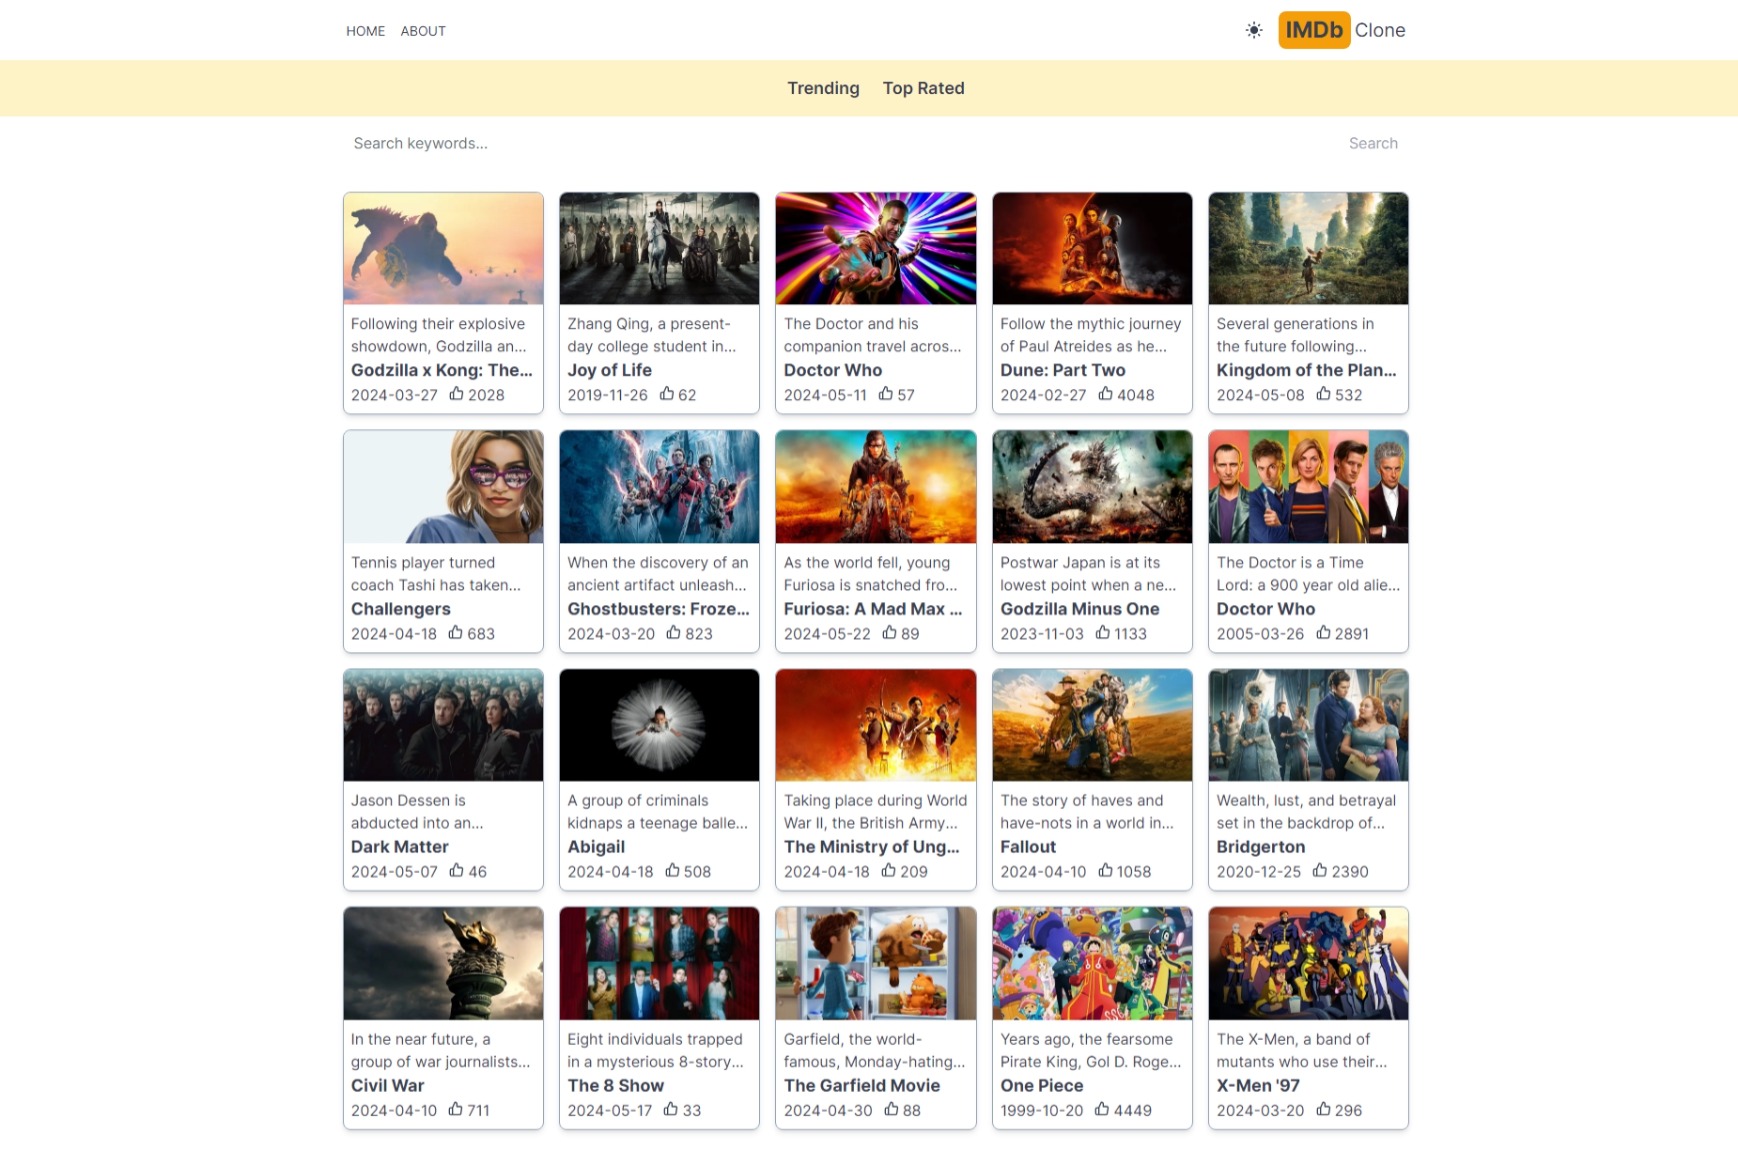 HOME ABOUT IMDb Clone
Trending Top Rated
Search keywords... Search
Following their explosive
showdown, Godzilla an...
Godzilla x Kong: The...
2024-03-27 2028
Zhang Qing, a present-
day college student in...
Joy of Life
2019-11-26 62
The Doctor and his
companion travel acros...
Doctor Who
2024-05-11 57
Follow the mythic journey
of Paul Atreides as he...
Dune: Part Two
2024-02-27 4048
Several generations in
the future following...
Kingdom of the Plan...
2024-05-08 532
Tennis player turned
coach Tashi has taken...
Challengers
2024-04-18 683
When the discovery of an
ancient artifact unleash...
Ghostbusters: Froze...
2024-03-20 823
As the world fell, young
Furiosa is snatched fro...
Furiosa: A Mad Max ...
2024-05-22 89
Postwar Japan is at its
lowest point when a ne...
Godzilla Minus One
2023-11-03 1133
The Doctor is a Time
Lord: a 900 year old alie...
Doctor Who
2005-03-26 2891
Jason Dessen is
abducted into an...
Dark Matter
2024-05-07 46
A group of criminals
kidnaps a teenage balle...
Abigail
2024-04-18 508
Taking place during World
War II, the British Army...
The Ministry of Ung...
2024-04-18 209
The story of haves and
have-nots in a world in...
Fallout
2024-04-10 1058
Wealth, lust, and betrayal
set in the backdrop of...
Bridgerton
2020-12-25 2390
In the near future, a
group of war journalists...
Civil War
2024-04-10 711
Eight individuals trapped
in a mysterious 8-story...
The 8 Show
2024-05-17 33
Garfield, the world-
famous, Monday-hating...
The Garfield Movie
2024-04-30 88
Years ago, the fearsome
Pirate King, Gol D. Roge...
One Piece
1999-10-20 4449
The X-Men, a band of
mutants who use their...
X-Men '97
2024-03-20 296